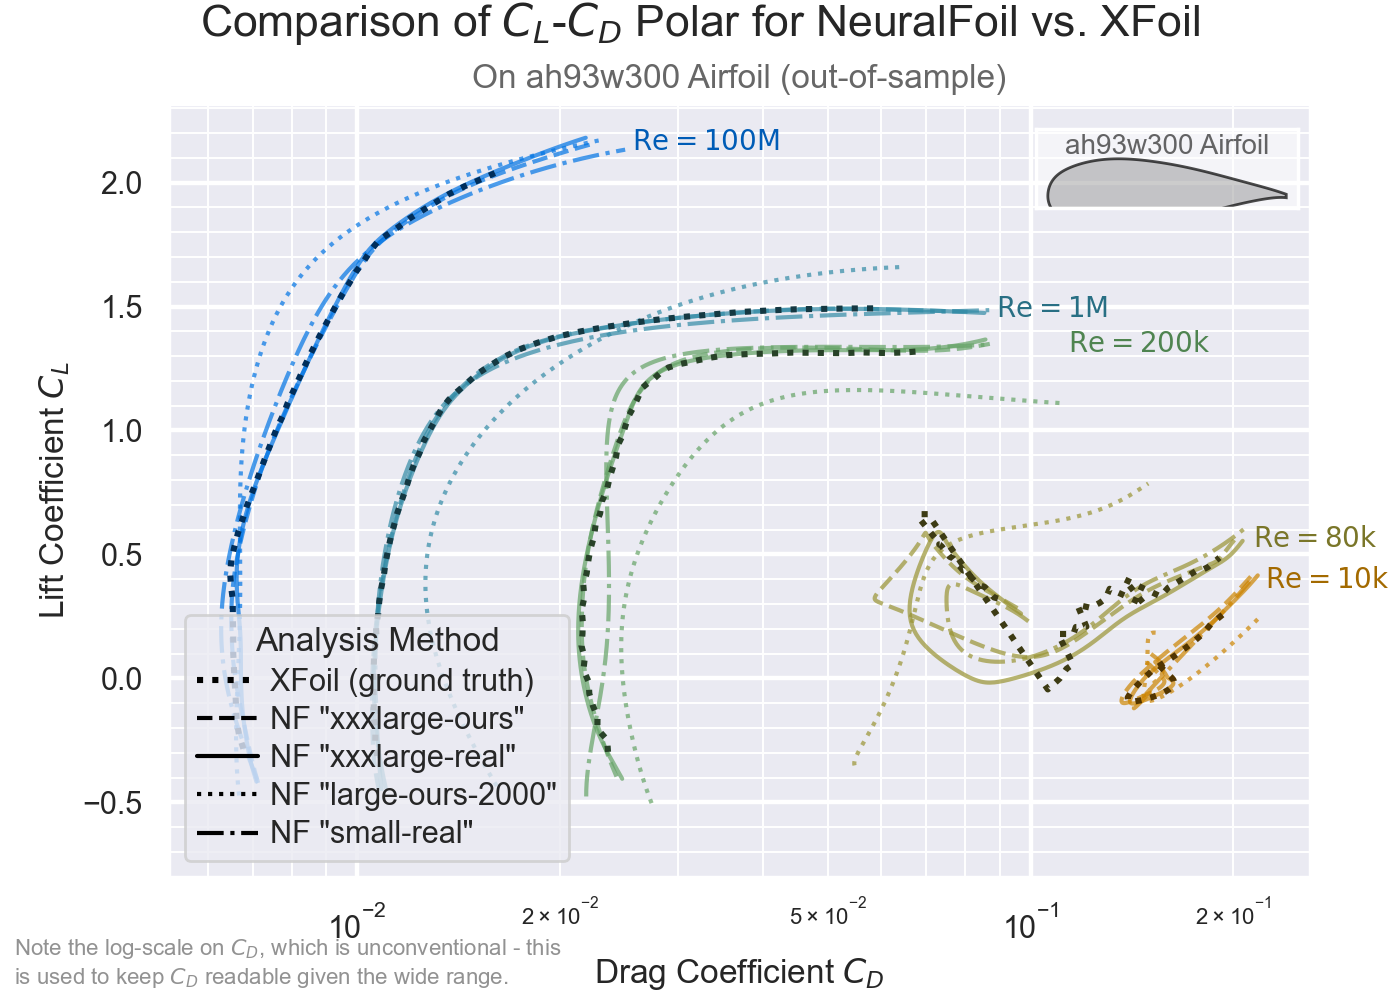 Comparison of C_L-C_D Polar for NeuralFoil vs. XFoil
On ah93w300 Airfoil (out-of-sample)
Re = 100M
ah93w300 Airfoil
2.0
1.5
Re = 1M
Re = 200k
1.0
Lift Coefficient C_L
0.5
Re = 80k
Re = 10k
0.0
−0.5
Analysis Method
XFoil (ground truth)
NF "xxxlarge-ours"
NF "xxxlarge-real"
NF "large-ours-2000"
NF "small-real"
10⁻² 2 × 10⁻² 5 × 10⁻² 10⁻¹ 2 × 10⁻¹
Note the log-scale on C_D, which is unconventional - this
is used to keep C_D readable given the wide range.
Drag Coefficient C_D